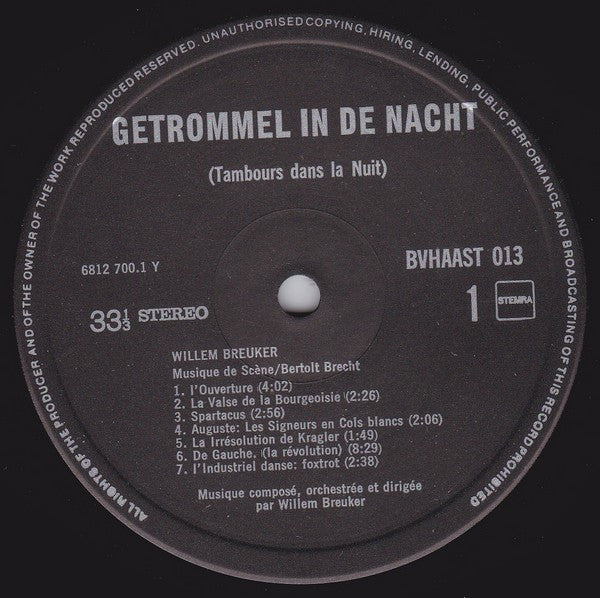 ALL RIGHTS OF THE PRODUCER AND OF THE OWNER OF THE WORK REPRODUCED RESERVED. UNAUTHORISED COPYING, HIRING, LENDING, PUBLIC PERFORMANCE AND BROADCASTING OF THIS RECORD PROHIBITED
GETROMMEL IN DE NACHT
(Tambours dans la Nuit)
6812 700.1 Y
BVHAAST 013
33⅓ STEREO
1 STEMRA
WILLEM BREUKER
Musique de Scène/Bertolt Brecht
1. l'Ouverture (4:02)
2. La Valse de la Bourgeoisie (2:26)
3. Spartacus (2:56)
4. Auguste: Les Signeurs en Cols blancs (2:06)
5. La Irrésolution de Kragler (1:49)
6. De Gauche, (la révolution) (8:29)
7. l'Industriel danse: foxtrot (2:38)
Musique composé, orchestrée et dirigée
par Willem Breuker